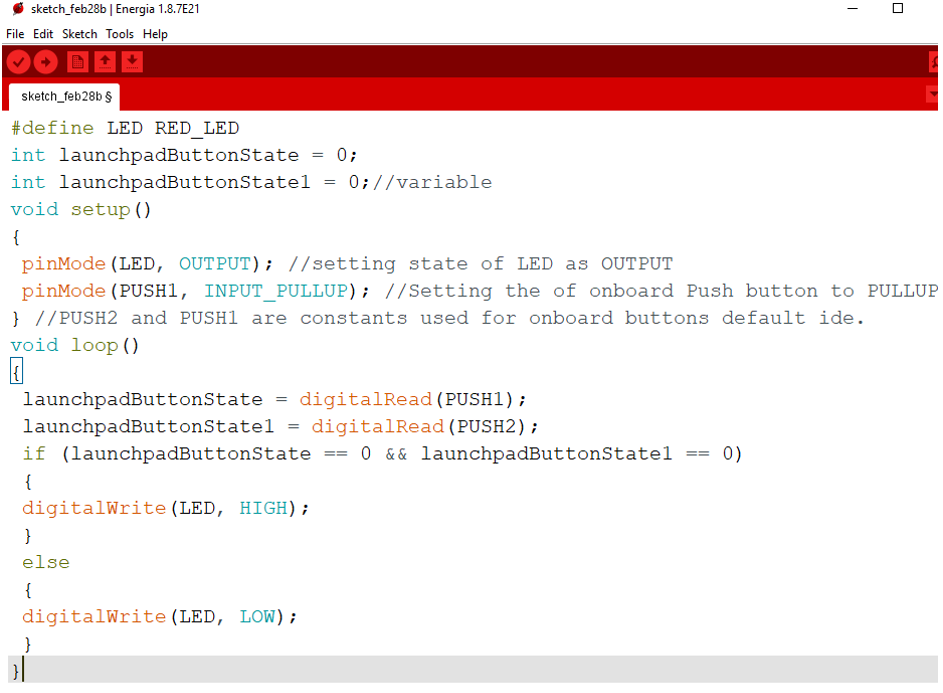 sketch_feb28b | Energia 1.8.7E21
File Edit Sketch Tools Help
sketch_feb28b §
#define LED RED_LED
int launchpadButtonState = 0;
int launchpadButtonState1 = 0;//variable
void setup()
{
pinMode(LED, OUTPUT); //setting state of LED as OUTPUT
pinMode(PUSH1, INPUT_PULLUP); //Setting the of onboard Push button to PULLUP
} //PUSH2 and PUSH1 are constants used for onboard buttons default ide.
void loop()
{
launchpadButtonState = digitalRead(PUSH1);
launchpadButtonState1 = digitalRead(PUSH2);
if (launchpadButtonState == 0 && launchpadButtonState1 == 0)
{
digitalWrite(LED, HIGH);
}
else
{
digitalWrite(LED, LOW);
}
}